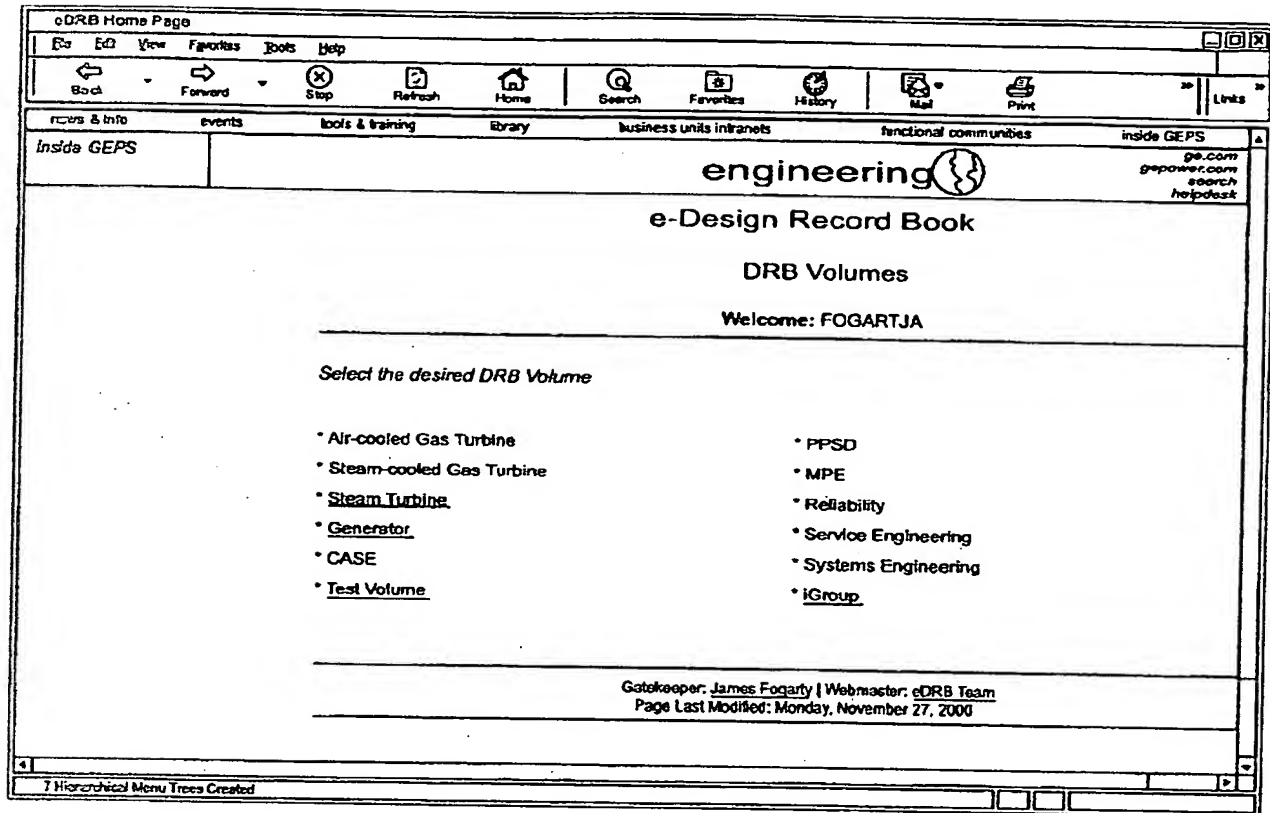 eDRB Home Page
Edit View Favorites Tools Help
Back Forward Stop Refresh Home Search Favorites History Mail Print Links
news & info events tools & training library business units intranets functional communities inside GEPS
Inside GEPS
engineering
ge.com
gepower.com
search
helpdesk
e-Design Record Book
DRB Volumes
Welcome: FOGARTJA
Select the desired DRB Volume
* Air-cooled Gas Turbine
* Steam-cooled Gas Turbine
* Steam Turbine
* Generator
* CASE
* Test Volume
* PPSD
* MPE
* Reliability
* Service Engineering
* Systems Engineering
* iGroup
Gatekeeper: James Fogarty | Webmaster: eDRB Team
Page Last Modified: Monday, November 27, 2000
7 Hierarchical Menu Trees Created